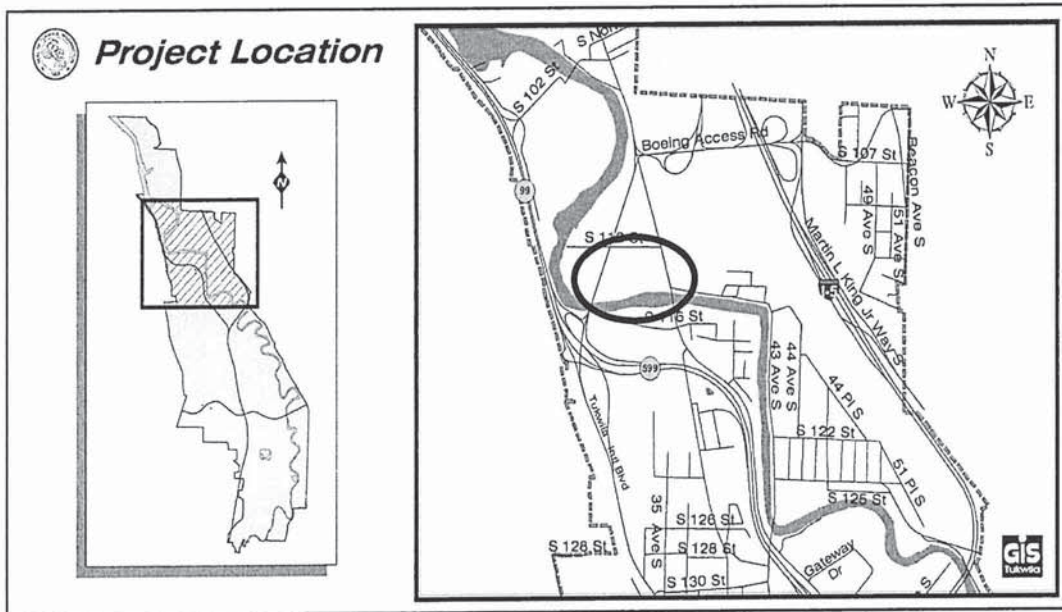 Project Location
N
S Nor
S 102 St
N
W
E
S
Boeing Access Rd
S 107 St
Beacon Ave S
99
49 Ave S
51 Ave S
Martin L King Jr Way S
S 116 St
44 Ave S
43 Ave S
599
44 Pl S
Tukwila Intl Blvd
S 122 St
51 Pl S
S 125 St
35 Ave S
S 126 St
S 128 St
S 128 St
Gateway Dr
S 130 St
S
GIS
Tukwila